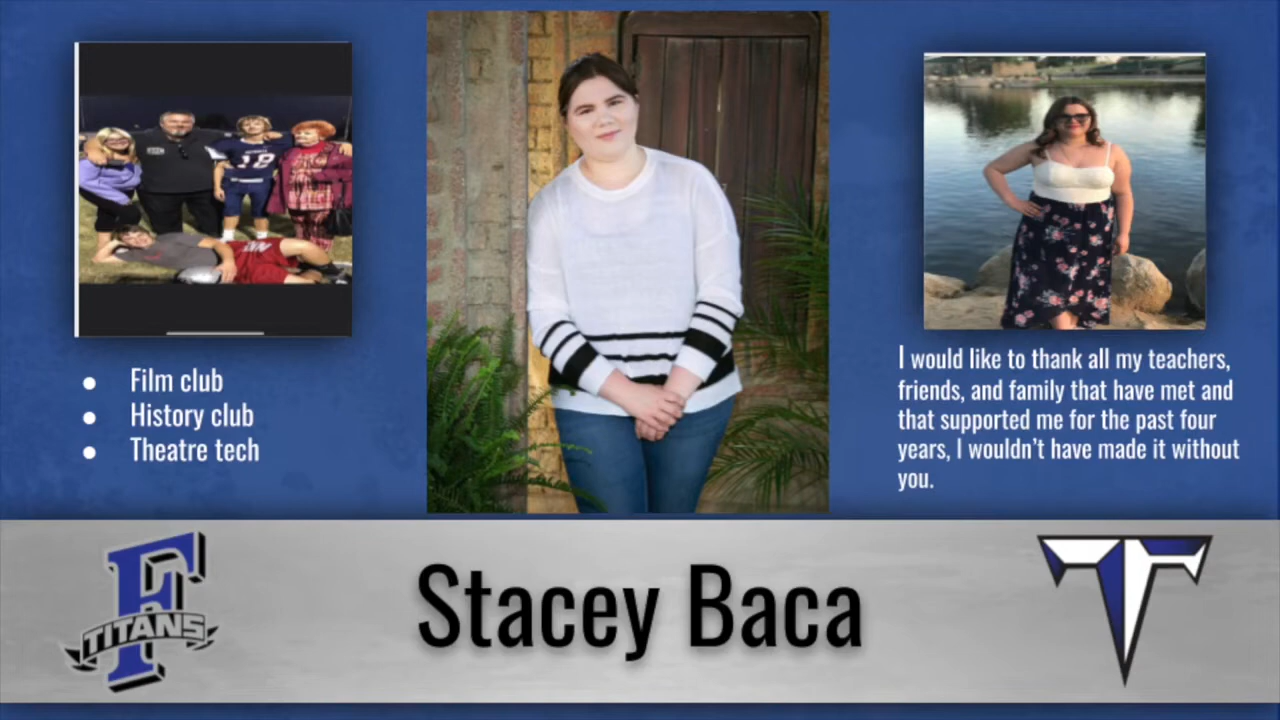 18
Film club
History club
Theatre tech
I would like to thank all my teachers,
friends, and family that have met and
that supported me for the past four
years, I wouldn’t have made it without
you.
F
TITANS
Stacey Baca
T